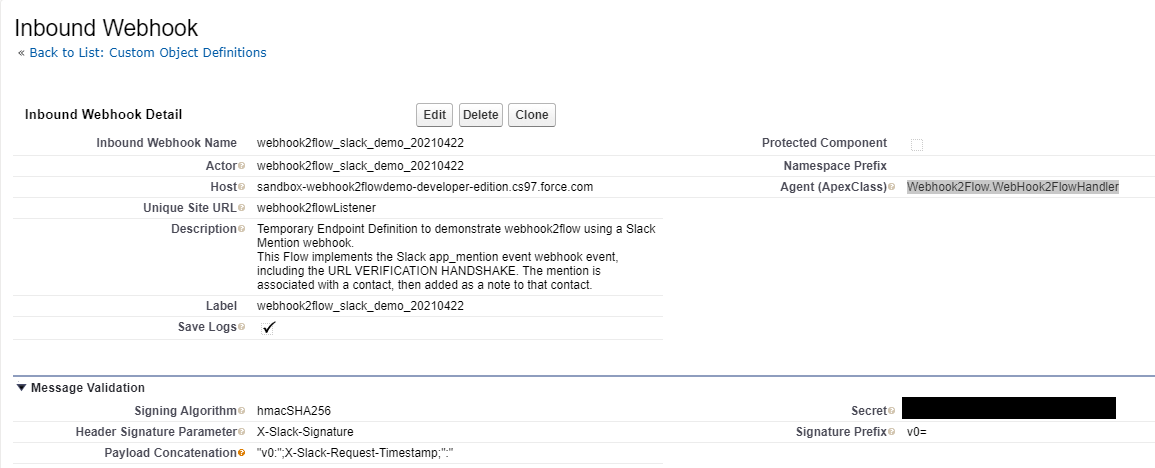 Inbound Webhook
« Back to List: Custom Object Definitions
Inbound Webhook Detail Edit Delete Clone
Inbound Webhook Name webhook2flow_slack_demo_20210422 Protected Component
Actor? webhook2flow_slack_demo_20210422 Namespace Prefix
Host? sandbox-webhook2flowdemo-developer-edition.cs97.force.com Agent (ApexClass)? Webhook2Flow.WebHook2FlowHandler
Unique Site URL? webhook2flowListener
Description? Temporary Endpoint Definition to demonstrate webhook2flow using a Slack
Mention webhook.
This Flow implements the Slack app_mention event webhook event,
including the URL VERIFICATION HANDSHAKE. The mention is
associated with a contact, then added as a note to that contact.
Label webhook2flow_slack_demo_20210422
Save Logs?
Message Validation
Signing Algorithm? hmacSHA256 Secret?
Header Signature Parameter? X-Slack-Signature Signature Prefix? v0=
Payload Concatenation? "v0:";X-Slack-Request-Timestamp;":"